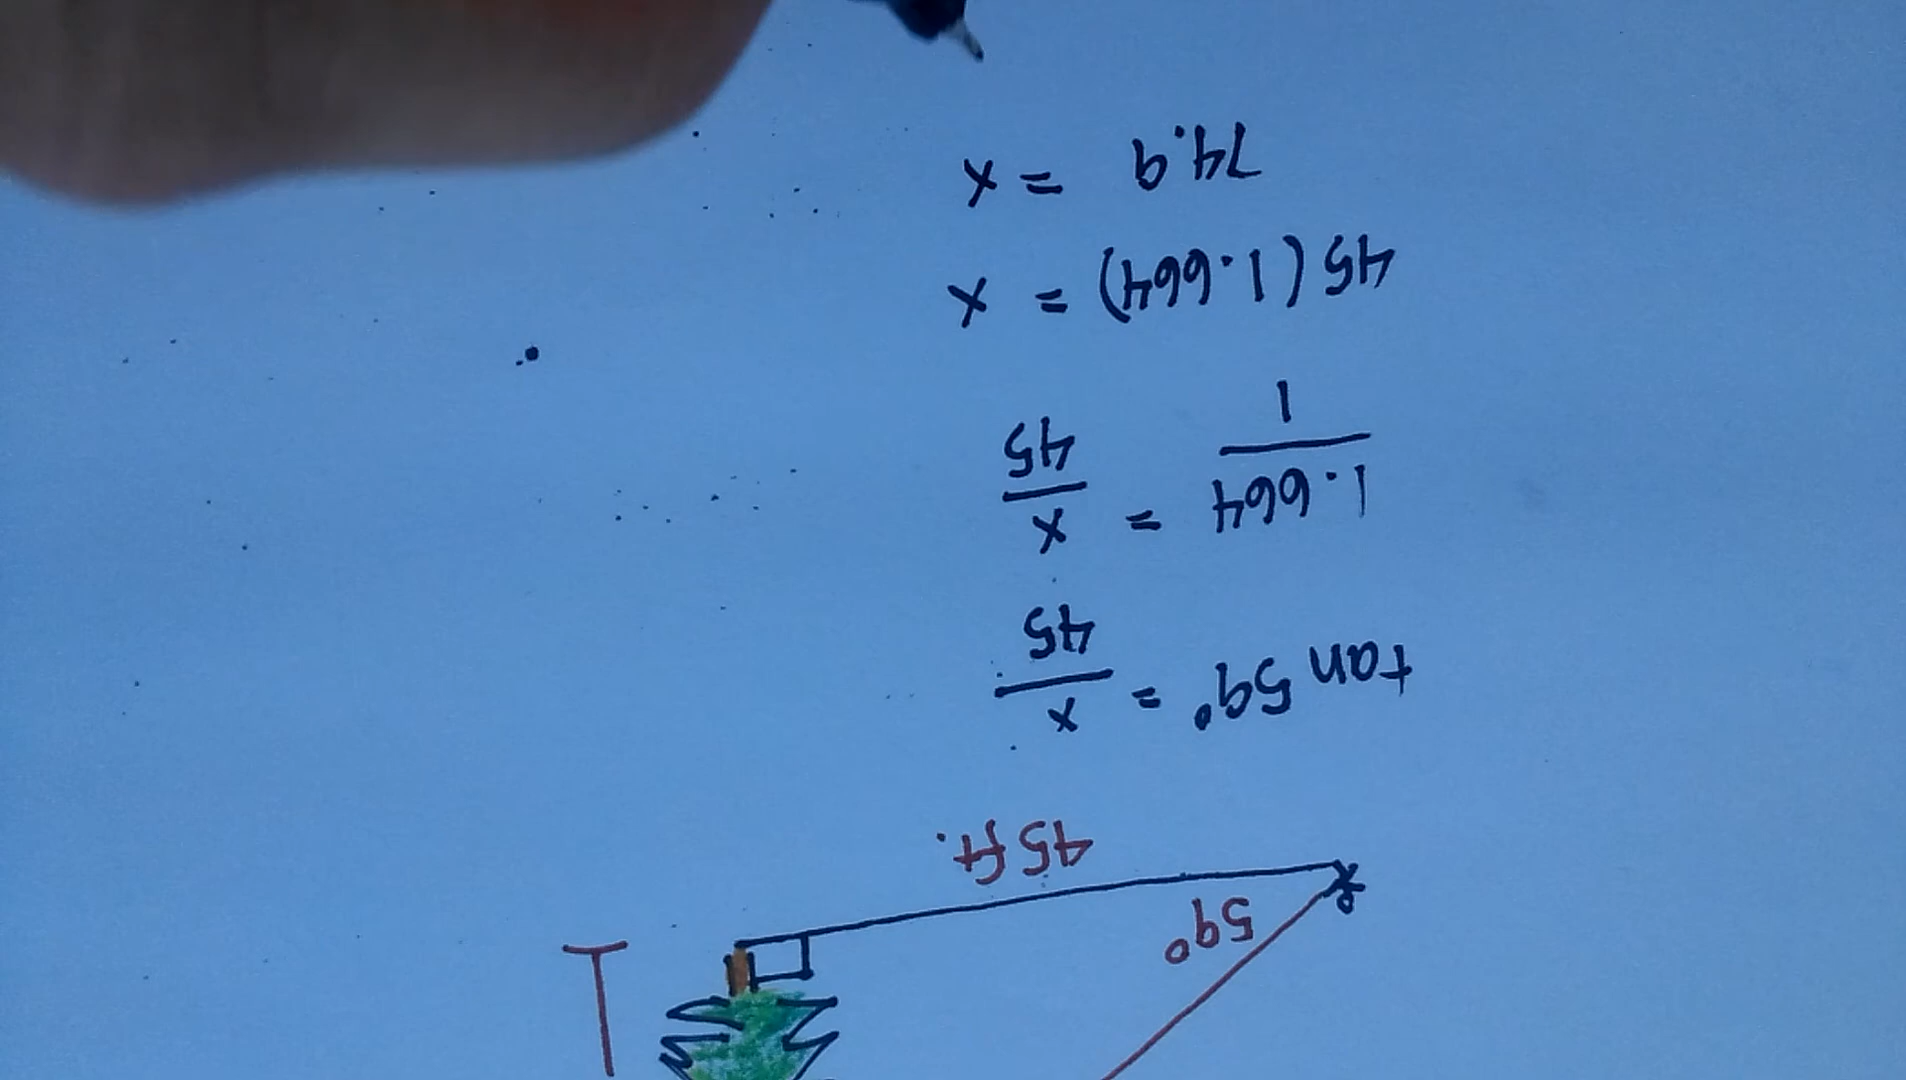 59°
45 ft.
tan 59° = x/45
1.664/1 = x/45
45(1.664) = x
74.9 = x